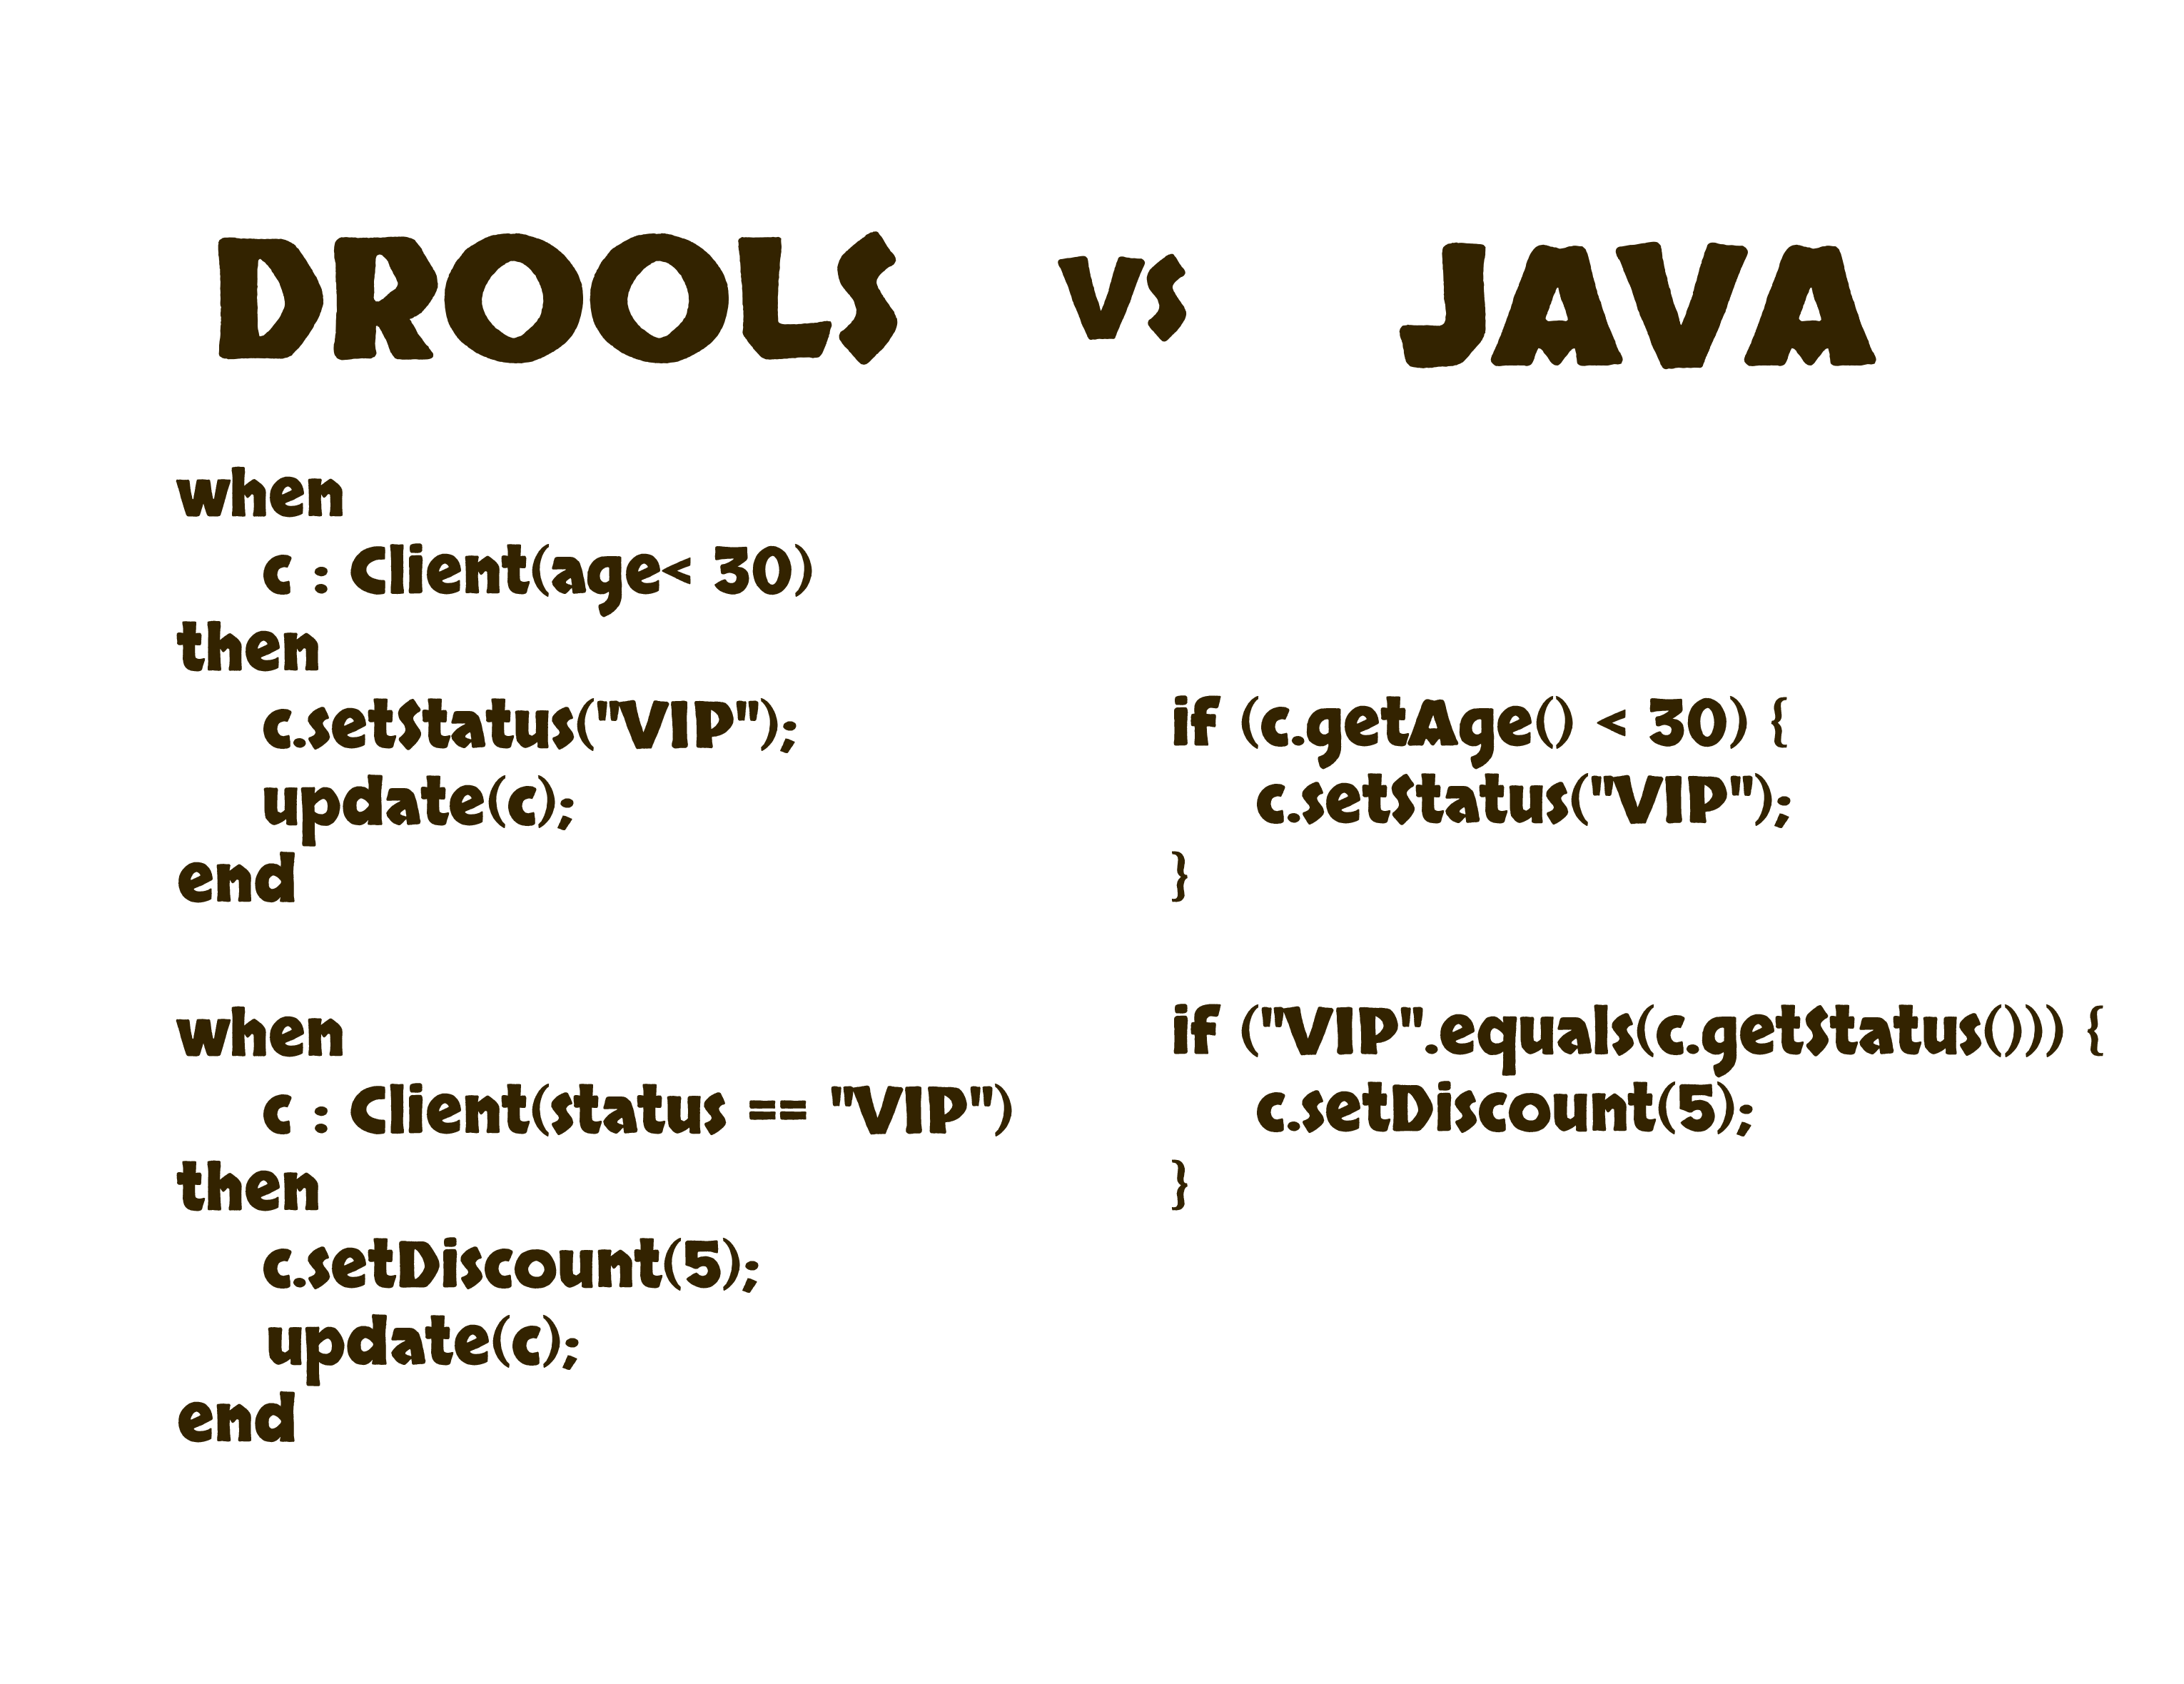 DROOLS VS JAVA
when
c : Client(age< 30)
then
c.setStatus("VIP");
update(c);
end
when
c : Client(status == "VIP")
then
c.setDiscount(5);
update(c);
end
if (c.getAge() < 30) {
c.setStatus("VIP");
}
if ("VIP".equals(c.getStatus())) {
c.setDiscount(5);
}